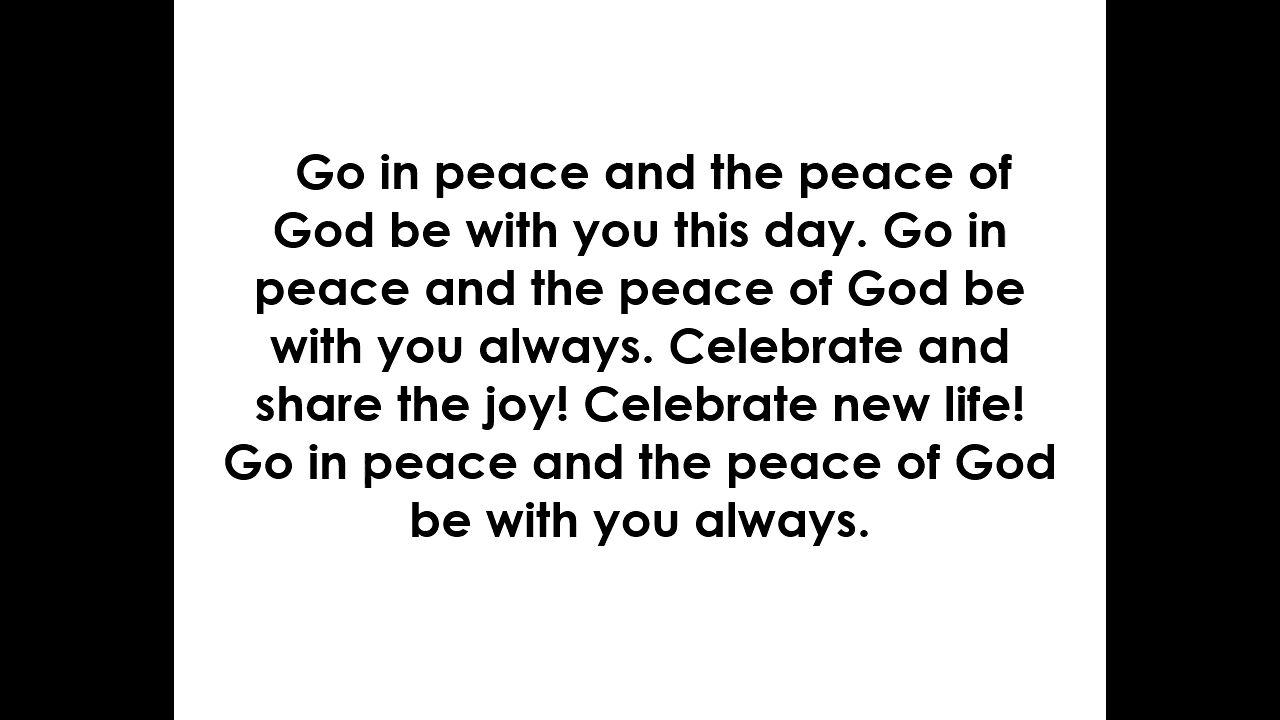 Go in peace and the peace of
God be with you this day. Go in
peace and the peace of God be
with you always. Celebrate and
share the joy! Celebrate new life!
Go in peace and the peace of God
be with you always.